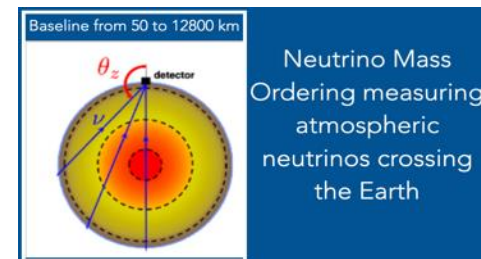 Baseline from 50 to 12800 km
θz
detector
ν
Neutrino Mass
Ordering measuring
atmospheric
neutrinos crossing
the Earth